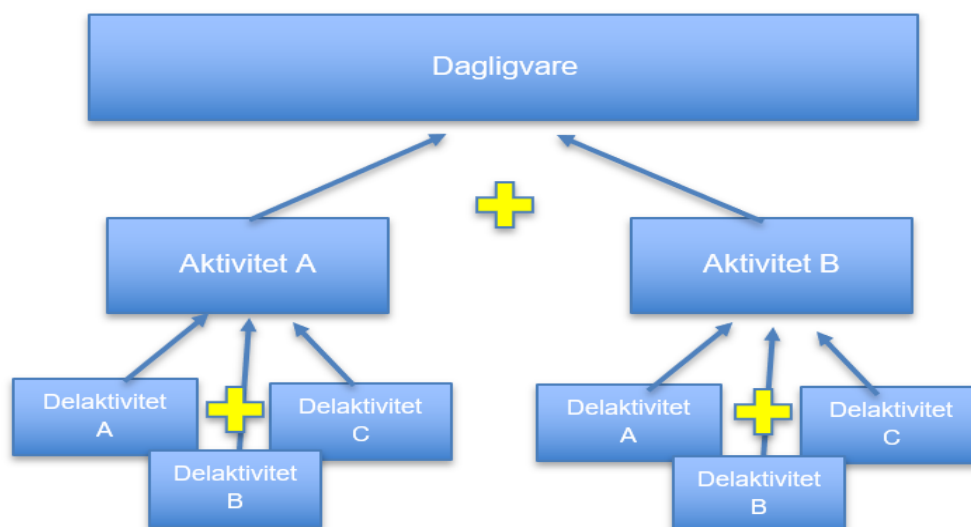 Dagligvare
Aktivitet A
Aktivitet B
Delaktivitet
A
Delaktivitet
B
Delaktivitet
C
Delaktivitet
A
Delaktivitet
B
Delaktivitet
C